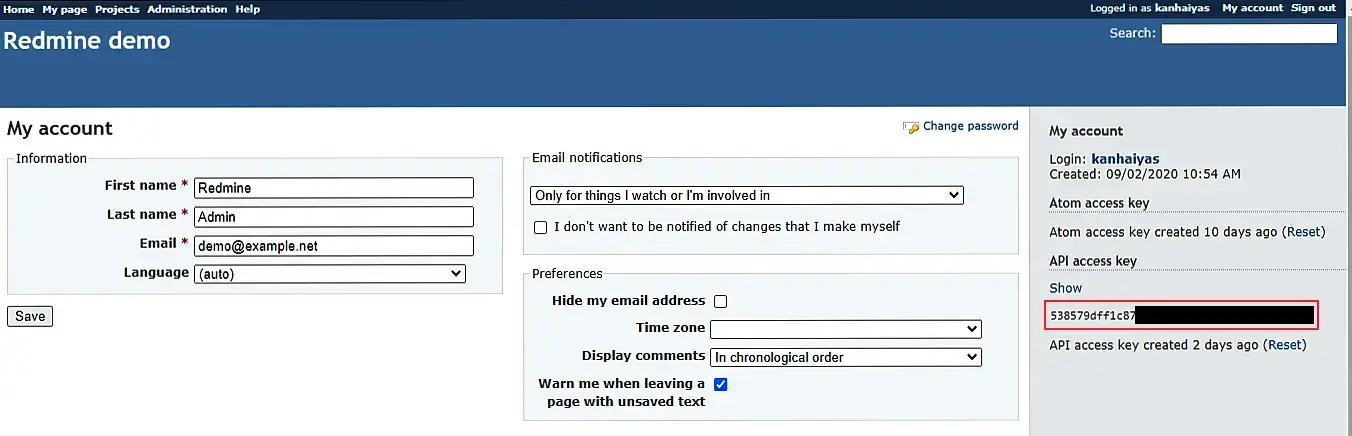 Home My page Projects Administration Help
Logged in as kanhaiyas My account Sign out
Redmine demo
Search:
My account
Change password
Information
First name * Redmine
Last name * Admin
Email * demo@example.net
Language (auto)
Save
Email notifications
Only for things I watch or I'm involved in
I don't want to be notified of changes that I make myself
Preferences
Hide my email address
Time zone
Display comments In chronological order
Warn me when leaving a
page with unsaved text
My account
Login: kanhaiyas
Created: 09/02/2020 10:54 AM
Atom access key
Atom access key created 10 days ago (Reset)
API access key
Show
538579dff1c87
API access key created 2 days ago (Reset)